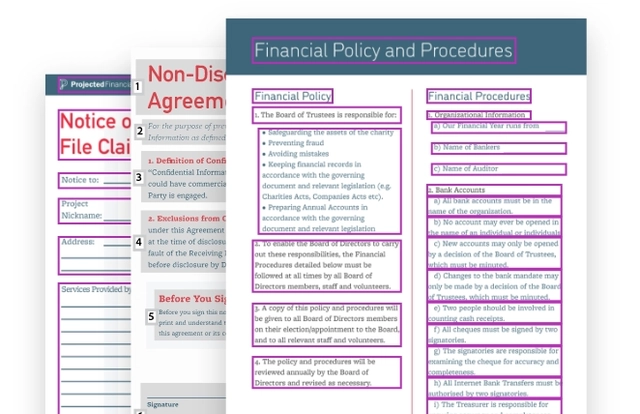 ProjectedFinanci
Notice o
File Clai
Notice to:
Project
Nickname:
Address:
Services Provided by
1
Non-Disc
Agreem
2
For the purpose of prev
Information as defined
3
1. Definition of Confi
"Confidential Informa
could have commercia
Party is engaged.
4
2. Exclusions from C
under this Agreement
at the time of disclosu
fault of the Receiving
before disclosure by D
5
Before You Sig
Before you sign this no
print and understand t
this agreement or its co
Signature
Financial Policy and Procedures
Financial Policy
1. The Board of Trustees is responsible for:
• Safeguarding the assets of the charity
• Preventing fraud
• Avoiding mistakes
• Keeping financial records in
accordance with the governing
document and relevant legislation (e.g.
Charities Acts, Companies Acts etc).
• Preparing Annual Accounts in
accordance with the governing
document and relevant legislation
2. To enable the Board of Directors to carry
out these responsibilities, the Financial
Procedures detailed below must be
followed at all times by all Board of
Directors members, staff and volunteers.
3. A copy of this policy and procedures will
be given to all Board of Directors members
on their election/appointment to the Board,
and to all relevant staff and volunteers.
4. The policy and procedures will be
reviewed annually by the Board of
Directors and revised as necessary.
Financial Procedures
1. Organizational Information
a) Our Financial Year runs from
b) Name of Bankers
c) Name of Auditor
2. Bank Accounts
a) All bank accounts must be in the
name of the organization.
b) No account may ever be opened in
the name of an individual or individuals
c) New accounts may only be opened
by a decision of the Board of Trustees,
which must be minuted.
d) Changes to the bank mandate may
only be made by a decision of the Board
of Trustees, which must be minuted.
e) Two people should be involved in
counting cash receipts.
f) All cheques must be signed by two
signatories.
g) The signatories are responsible for
examining the cheque for accuracy and
completeness.
h) All Internet Bank Transfers must be
authorised by two signatories.
i) The Treasurer is responsible for